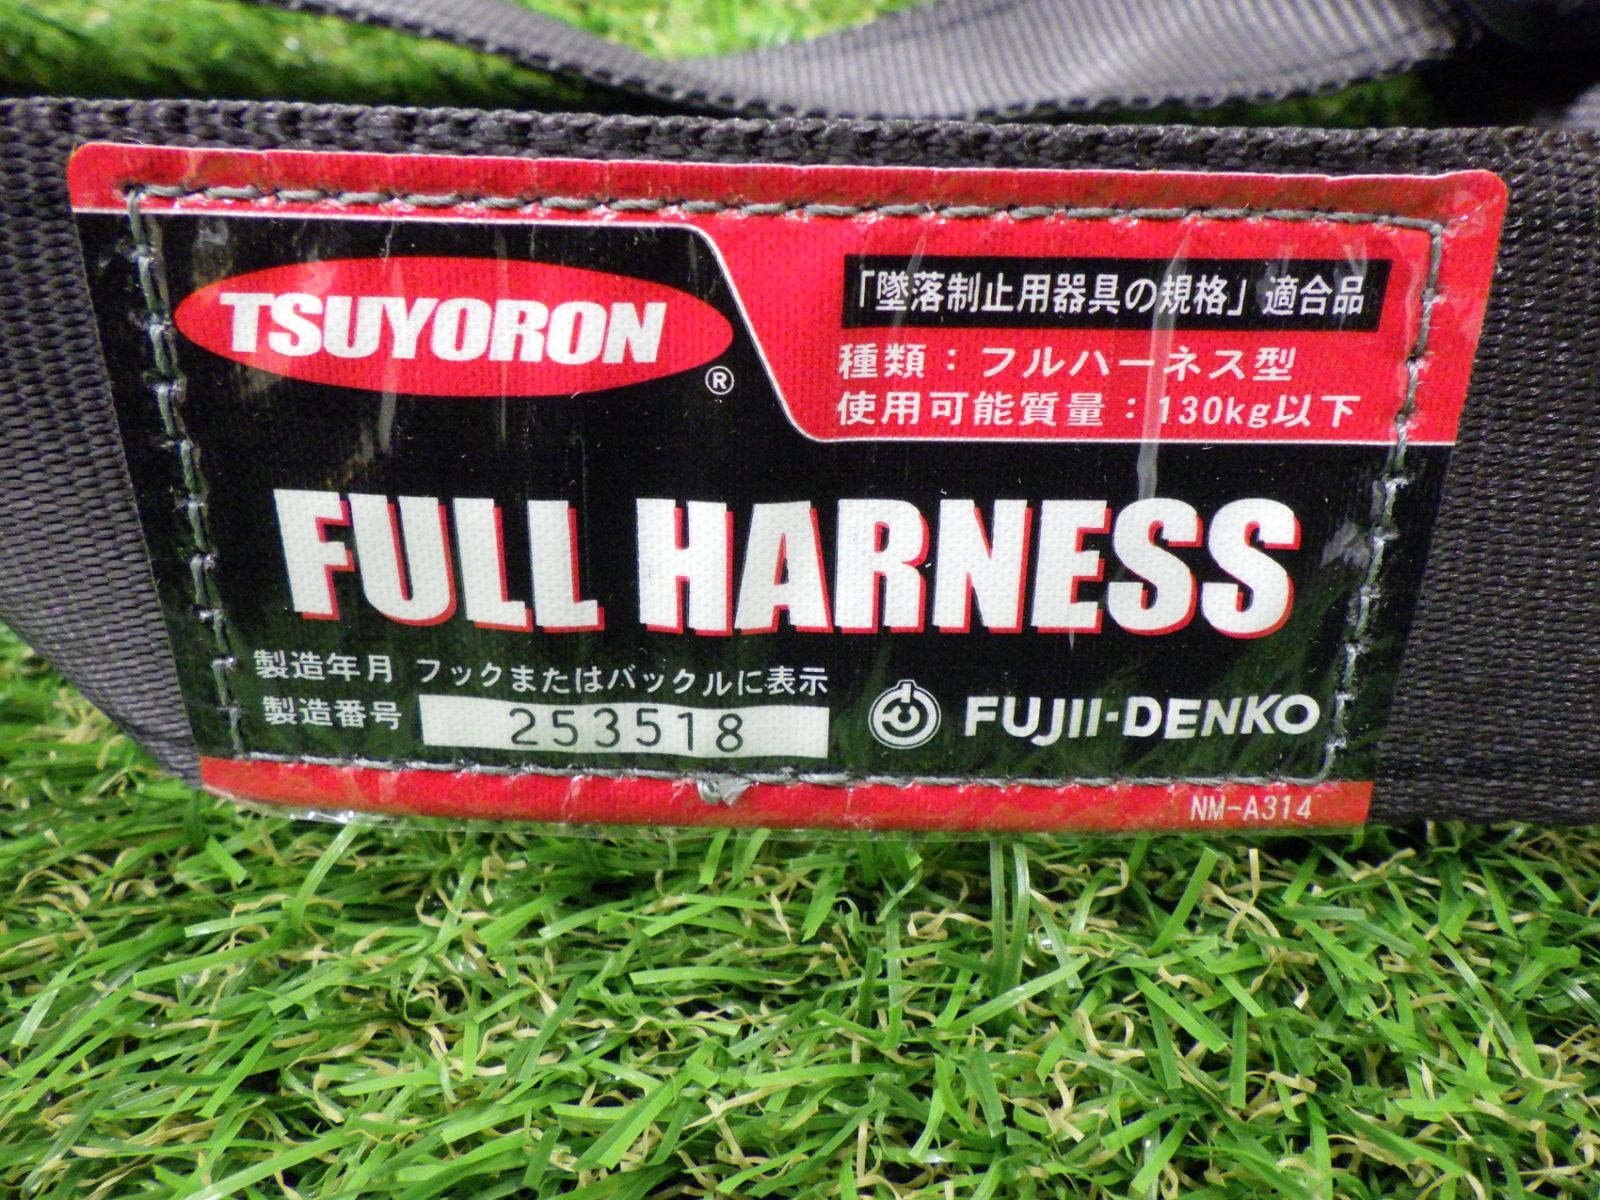 TSUYORON
®
「墜落制止用器具の規格」適合品
種類：フルハーネス型
使用可能質量：130kg以下
FULL HARNESS
製造年月 フックまたはバックルに表示
製造番号 253518
FUJII-DENKO
NM-A314